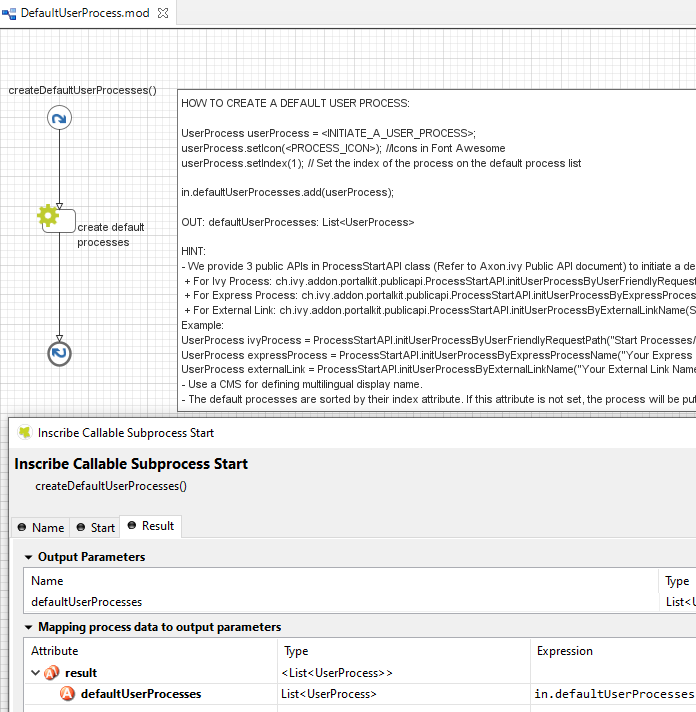 DefaultUserProcess.mod
createDefaultUserProcesses()
create default
processes
HOW TO CREATE A DEFAULT USER PROCESS:
UserProcess userProcess = <INITIATE_A_USER_PROCESS>;
userProcess.setIcon(<PROCESS_ICON>); //Icons in Font Awesome
userProcess.setIndex(1); // Set the index of the process on the default process list
in.defaultUserProcesses.add(userProcess);
OUT: defaultUserProcesses: List<UserProcess>
HINT:
- We provide 3 public APIs in ProcessStartAPI class (Refer to Axon.ivy Public API document) to initiate a de
+ For Ivy Process: ch.ivy.addon.portalkit.publicapi.ProcessStartAPI.initUserProcessByUserFriendlyRequest
+ For Express Process: ch.ivy.addon.portalkit.publicapi.ProcessStartAPI.initUserProcessByExpressProces
+ For External Link: ch.ivy.addon.portalkit.publicapi.ProcessStartAPI.initUserProcessByExternalLinkName(S
Example:
UserProcess ivyProcess = ProcessStartAPI.initUserProcessByUserFriendlyRequestPath("Start Processes/
UserProcess expressProcess = ProcessStartAPI.initUserProcessByExpressProcessName("Your Express
UserProcess externalLink = ProcessStartAPI.initUserProcessByExternalLinkName("Your External Link Name
- Use a CMS for defining multilingual display name.
- The default processes are sorted by their index attribute. If this attribute is not set, the process will be pu
Inscribe Callable Subprocess Start
Inscribe Callable Subprocess Start
createDefaultUserProcesses()
Name Start Result
Output Parameters
Name Type
defaultUserProcesses List<U
Mapping process data to output parameters
Attribute Type Expression
result <List<UserProcess>>
defaultUserProcesses List<UserProcess> in.defaultUserProcesses